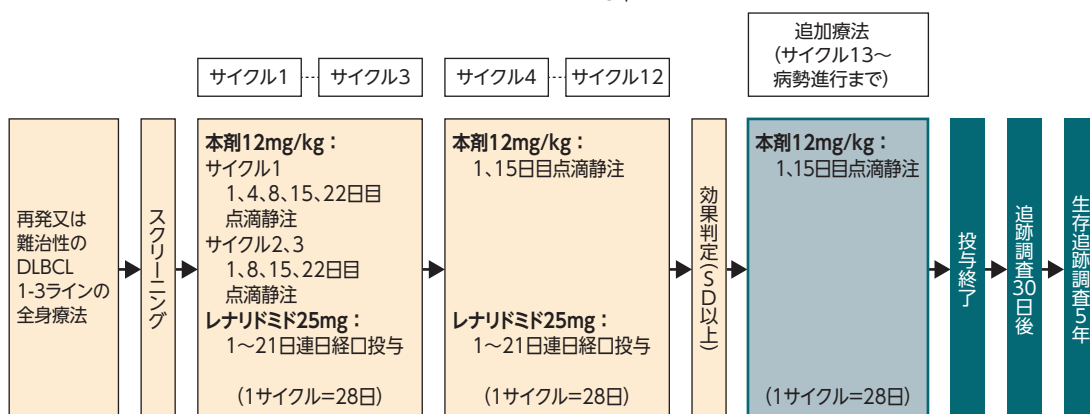 サイクル1
サイクル3
サイクル4
サイクル12
追加療法
(サイクル13~
病勢進行まで)
再発又は
難治性の
DLBCL
1-3ラインの
全身療法
スクリーニング
本剤12mg/kg:
サイクル1
1、4、8、15、22日目
点滴静注
サイクル2、3
1、8、15、22日目
点滴静注
レナリドミド25mg:
1~21日連日経口投与
(1サイクル=28日)
本剤12mg/kg:
1、15日目点滴静注
レナリドミド25mg:
1~21日連日経口投与
(1サイクル=28日)
効果判定(SD以上)
本剤12mg/kg:
1、15日目点滴静注
(1サイクル=28日)
投与終了
追跡調査30日後
生存追跡調査5年